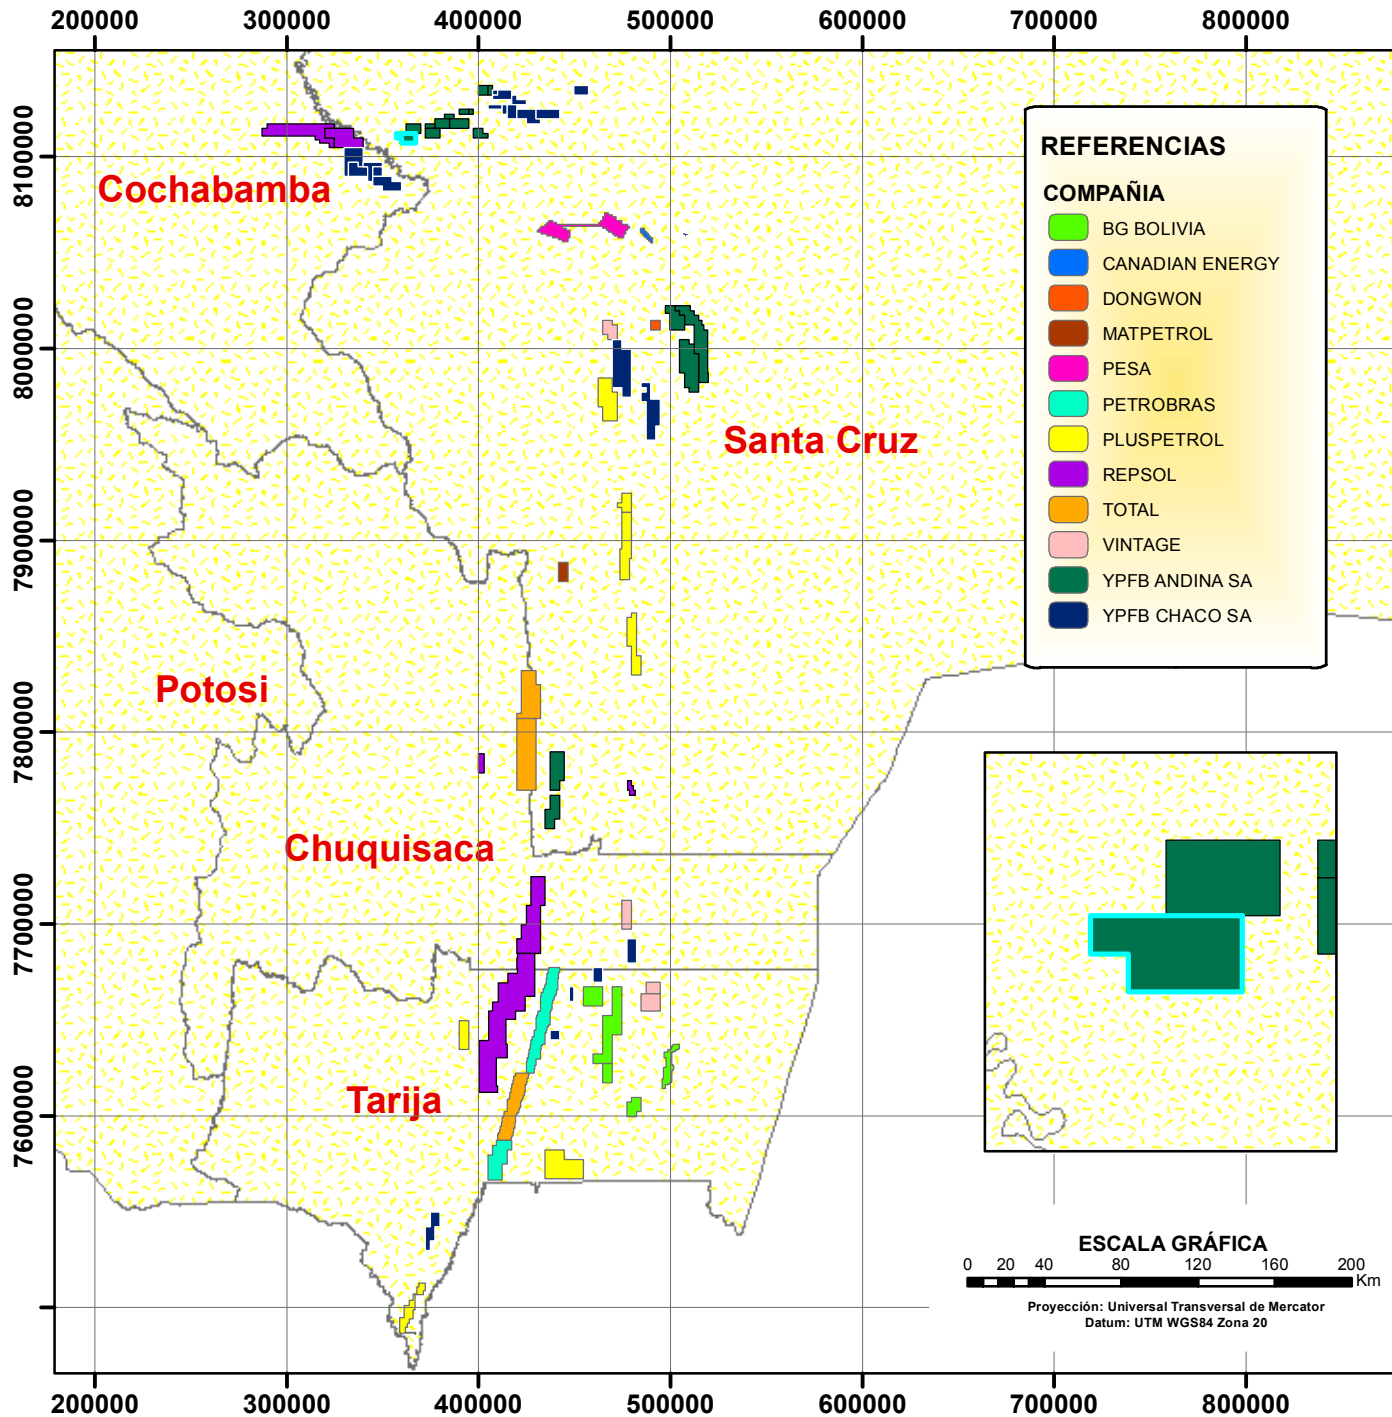 200000 300000 400000 500000 600000 700000 800000
8100000
8000000
7900000
7800000
7700000
7600000
Cochabamba
Santa Cruz
Potosi
Chuquisaca
Tarija
REFERENCIAS
COMPAÑIA
BG BOLIVIA
CANADIAN ENERGY
DONGWON
MATPETROL
PESA
PETROBRAS
PLUSPETROL
REPSOL
TOTAL
VINTAGE
YPFB ANDINA SA
YPFB CHACO SA
ESCALA GRÁFICA
0 20 40 80 120 160 200
Km
Proyección: Universal Transversal de Mercator
Datum: UTM WGS84 Zona 20
200000 300000 400000 500000 600000 700000 800000